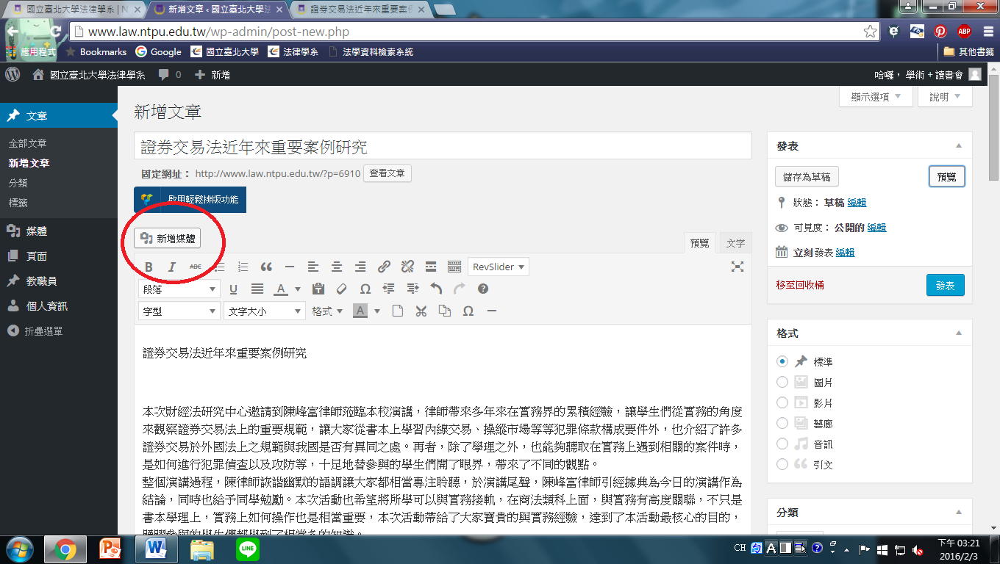 國立臺北大學法律學系 | N
新增文章 ‹ 國立臺北大學法
證券交易法近年來重要案例
www.law.ntpu.edu.tw/wp-admin/post-new.php
ABP
應用程式 Bookmarks Google 國立臺北大學 法律學系 法學資料檢索系統 其他書籤
國立臺北大學法律學系 0 新增 哈囉， 學術 + 讀書會
顯示選項 說明
文章
全部文章
新增文章
分類
標籤
媒體
頁面
教職員
個人資訊
折疊選單
新增文章
證券交易法近年來重要案例研究
固定網址： http://www.law.ntpu.edu.tw/?p=6910 查看文章
啟用輕鬆排版功能
新增媒體
預覽 文字
B I ABC RevSlider
段落 U A Ω
字型 文字大小 格式 A Ω
證券交易法近年來重要案例研究
本次財經法研究中心邀請到陳峰富律師蒞臨本校演講，律師帶來多年來在實務界的累積經驗，讓學生們從實務的角度
來觀察證券交易法上的重要規範，讓大家從書本上學習內線交易、操縱市場等等犯罪條款構成要件外，也介紹了許多
證券交易於外國法上之規範與我國是否有異同之處。再者，除了學理之外，也能夠聽取在實務上遇到相關的案件時，
是如何進行犯罪偵查以及攻防等，十足地替參與的學生們開了眼界，帶來了不同的觀點。
整個演講過程，陳律師詼諧幽默的語調讓大家都相當專注聆聽，於演講尾聲，陳峰富律師引經據典為今日的演講作為
結論，同時也給予同學勉勵。本次活動也希望將所學可以與實務接軌，在商法類科上面，與實務有高度關聯，不只是
書本學理上，實務上如何操作也是相當重要，本次活動帶給了大家寶貴的與實務經驗，達到了本活動最核心的目的，
踴躍參與的學生們都學到了相當多的知識。
發表
儲存為草稿 預覽
狀態： 草稿 編輯
可見度： 公開的 編輯
立刻 發表 編輯
移至回收桶 發表
格式
標準
圖片
影片
藝廊
音訊
引文
分類
LINE
CH
下午 03:21
2016/2/3